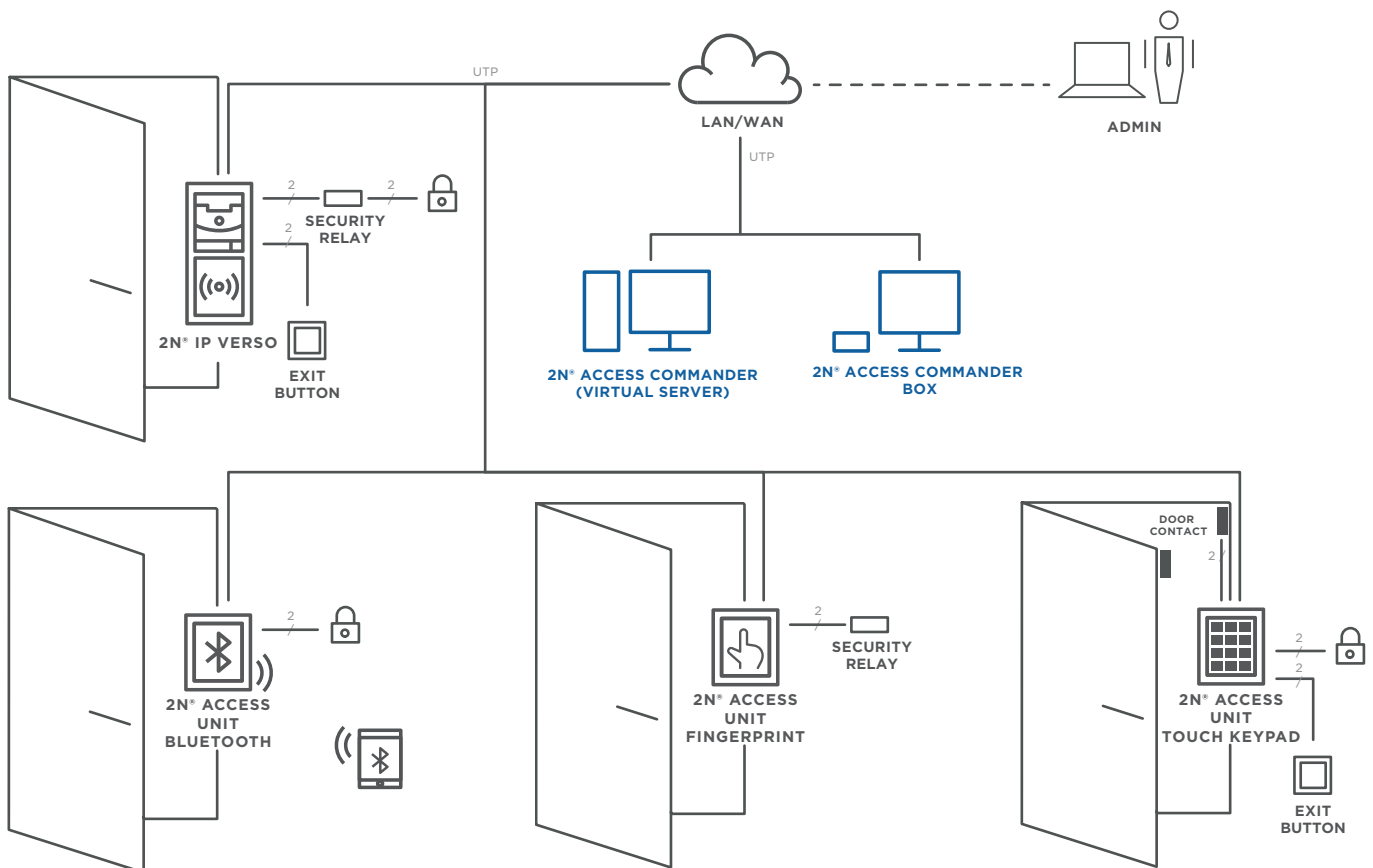 UTP
LAN/WAN
ADMIN
UTP
2
2
SECURITY
RELAY
2
2N® IP VERSO
EXIT
BUTTON
2N® ACCESS COMMANDER
(VIRTUAL SERVER)
2N® ACCESS COMMANDER
BOX
2
2N® ACCESS
UNIT
BLUETOOTH
2
SECURITY
RELAY
2N® ACCESS
UNIT
FINGERPRINT
DOOR
CONTACT
2
2
2
2N® ACCESS
UNIT
TOUCH KEYPAD
EXIT
BUTTON